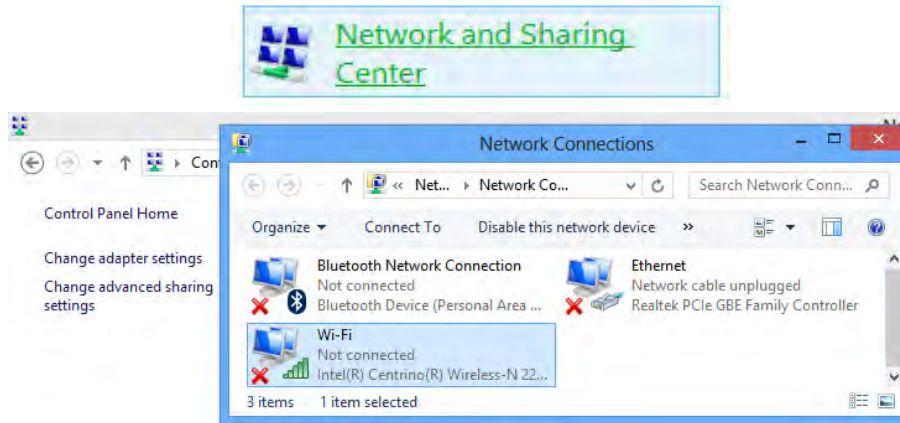 Network and Sharing
Center
Network Connections
Con
Net... Network Co...
Search Network Conn...
Control Panel Home
Organize
Connect To
Disable this network device
»
Change adapter settings
Change advanced sharing
settings
Bluetooth Network Connection
Not connected
Bluetooth Device (Personal Area ...
Ethernet
Network cable unplugged
Realtek PCIe GBE Family Controller
Wi-Fi
Not connected
Intel(R) Centrino(R) Wireless-N 22...
3 items
1 item selected